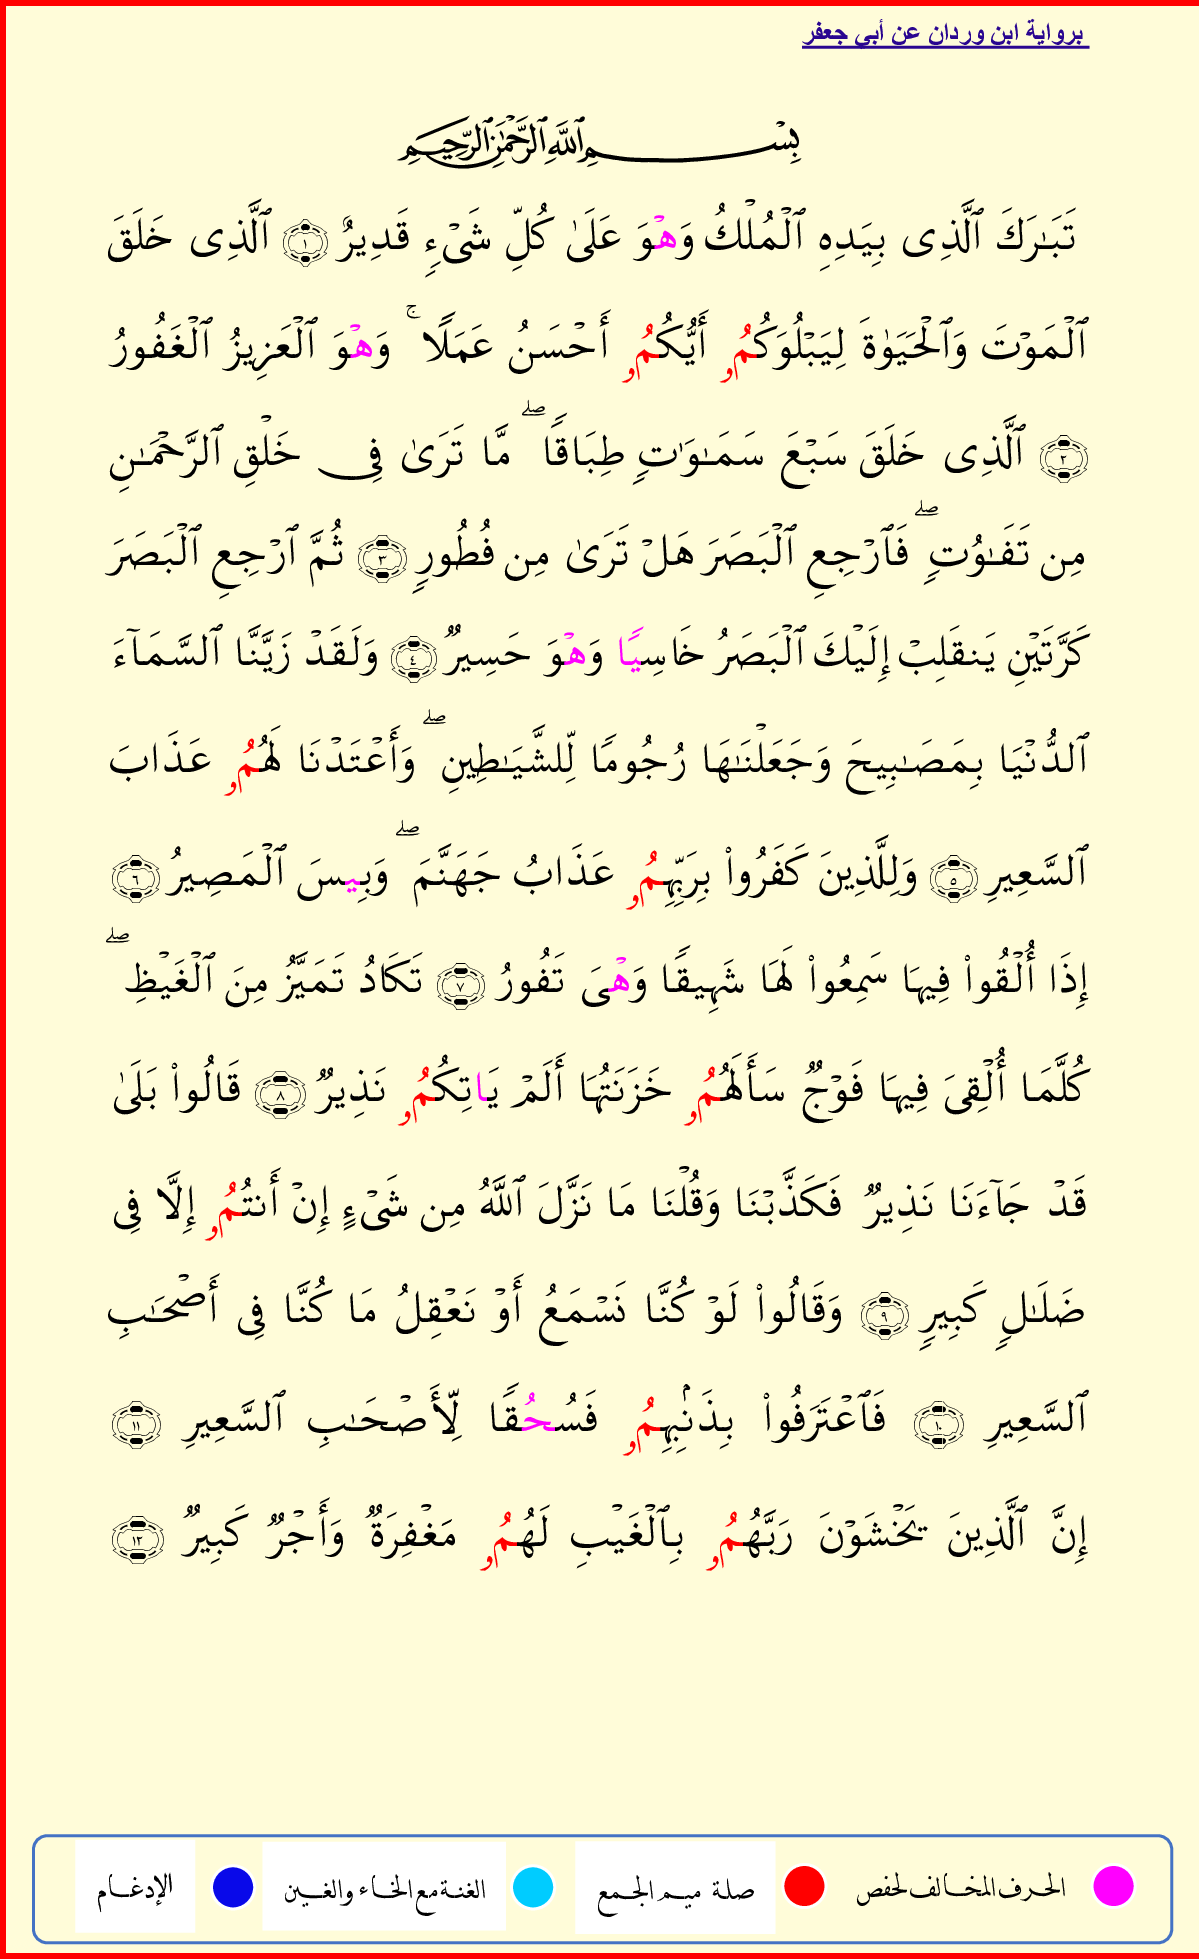 برواية ابن وردان عن أبي جعفر
بِسْمِ ٱللَّهِ ٱلرَّحْمَٰنِ ٱلرَّحِيمِ
تَبَٰرَكَ ٱلَّذِى بِيَدِهِ ٱلْمُلْكُ وَهْوَ عَلَىٰ كُلِّ شَىْءٍ قَدِيرٌ ١ ٱلَّذِى خَلَقَ
ٱلْمَوْتَ وَٱلْحَيَوٰةَ لِيَبْلُوَكُمُۥ أَيُّكُمُۥ أَحْسَنُ عَمَلًا ۚ وَهْوَ ٱلْعَزِيزُ ٱلْغَفُورُ
٢ ٱلَّذِى خَلَقَ سَبْعَ سَمَٰوَٰتٍ طِبَاقًا ۖ مَّا تَرَىٰ فِى خَلْقِ ٱلرَّحْمَٰنِ
مِن تَفَٰوُتٍ ۖ فَٱرْجِعِ ٱلْبَصَرَ هَلْ تَرَىٰ مِن فُطُورٍ ٣ ثُمَّ ٱرْجِعِ ٱلْبَصَرَ
كَرَّتَيْنِ يَنقَلِبْ إِلَيْكَ ٱلْبَصَرُ خَاسِيًا وَهْوَ حَسِيرٌ ٤ وَلَقَدْ زَيَّنَّا ٱلسَّمَآءَ
ٱلدُّنْيَا بِمَصَٰبِيحَ وَجَعَلْنَٰهَا رُجُومًا لِّلشَّيَٰطِينِ ۖ وَأَعْتَدْنَا لَهُمُۥ عَذَابَ
ٱلسَّعِيرِ ٥ وَلِلَّذِينَ كَفَرُوا۟ بِرَبِّهِمُۥ عَذَابُ جَهَنَّمَ ۖ وَبِيسَ ٱلْمَصِيرُ ٦
إِذَا أُلْقُوا۟ فِيهَا سَمِعُوا۟ لَهَا شَهِيقًا وَهْىَ تَفُورُ ٧ تَكَادُ تَمَيَّزُ مِنَ ٱلْغَيْظِ ۖ
كُلَّمَا أُلْقِىَ فِيهَا فَوْجٌ سَأَلَهُمُۥ خَزَنَتُهَا أَلَمْ يَاتِكُمُۥ نَذِيرٌ ٨ قَالُوا۟ بَلَىٰ
قَدْ جَآءَنَا نَذِيرٌ فَكَذَّبْنَا وَقُلْنَا مَا نَزَّلَ ٱللَّهُ مِن شَىْءٍ إِنْ أَنتُمُۥ إِلَّا فِى
ضَلَٰلٍ كَبِيرٍ ٩ وَقَالُوا۟ لَوْ كُنَّا نَسْمَعُ أَوْ نَعْقِلُ مَا كُنَّا فِى أَصْحَٰبِ
ٱلسَّعِيرِ ١٠ فَٱعْتَرَفُوا۟ بِذَنۢبِهِمُۥ فَسُحُقًا لِّأَصْحَٰبِ ٱلسَّعِيرِ ١١
إِنَّ ٱلَّذِينَ يَخْشَوْنَ رَبَّهُمُۥ بِٱلْغَيْبِ لَهُمُۥ مَغْفِرَةٌ وَأَجْرٌ كَبِيرٌ ١٢
الحرف المخالف لحفص صلة ميم الجمع الغنة مع الخاء والغين الإدغام